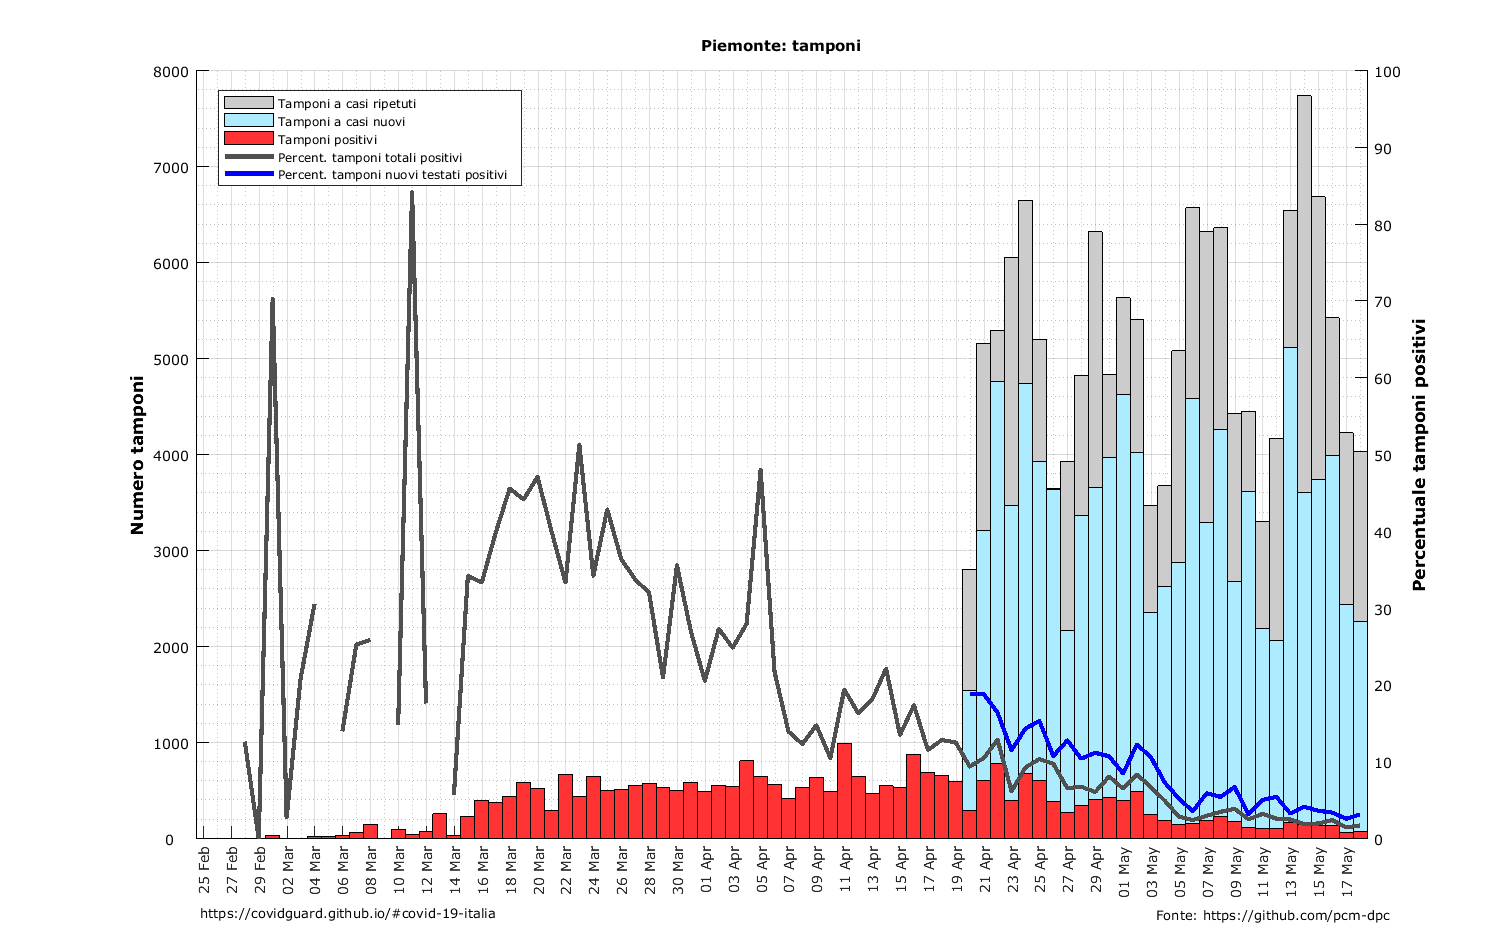 Piemonte: tamponi
Tamponi a casi ripetuti
Tamponi a casi nuovi
Tamponi positivi
Percent. tamponi totali positivi
Percent. tamponi nuovi testati positivi
Numero tamponi
8000
7000
6000
5000
4000
3000
2000
1000
0
100
90
80
70
60
50
40
30
20
10
0
Percentuale tamponi positivi
25 Feb
27 Feb
29 Feb
02 Mar
04 Mar
06 Mar
08 Mar
10 Mar
12 Mar
14 Mar
16 Mar
18 Mar
20 Mar
22 Mar
24 Mar
26 Mar
28 Mar
30 Mar
01 Apr
03 Apr
05 Apr
07 Apr
09 Apr
11 Apr
13 Apr
15 Apr
17 Apr
19 Apr
21 Apr
23 Apr
25 Apr
27 Apr
29 Apr
01 May
03 May
05 May
07 May
09 May
11 May
13 May
15 May
17 May
https://covidguard.github.io/#covid-19-italia
Fonte: https://github.com/pcm-dpc